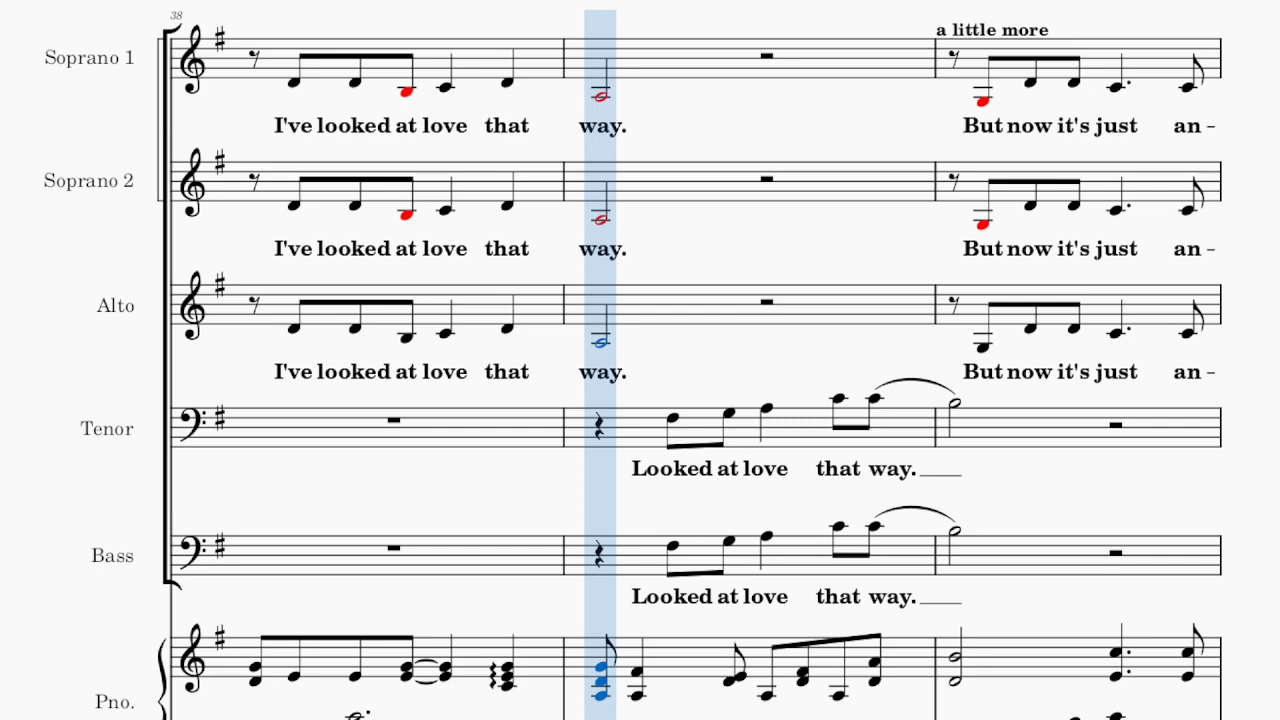 38
a little more
Soprano 1
I've looked at love that way. But now it's just an -
Soprano 2
I've looked at love that way. But now it's just an -
Alto
I've looked at love that way. But now it's just an -
Tenor
Looked at love that way.
Bass
Looked at love that way.
Pno.